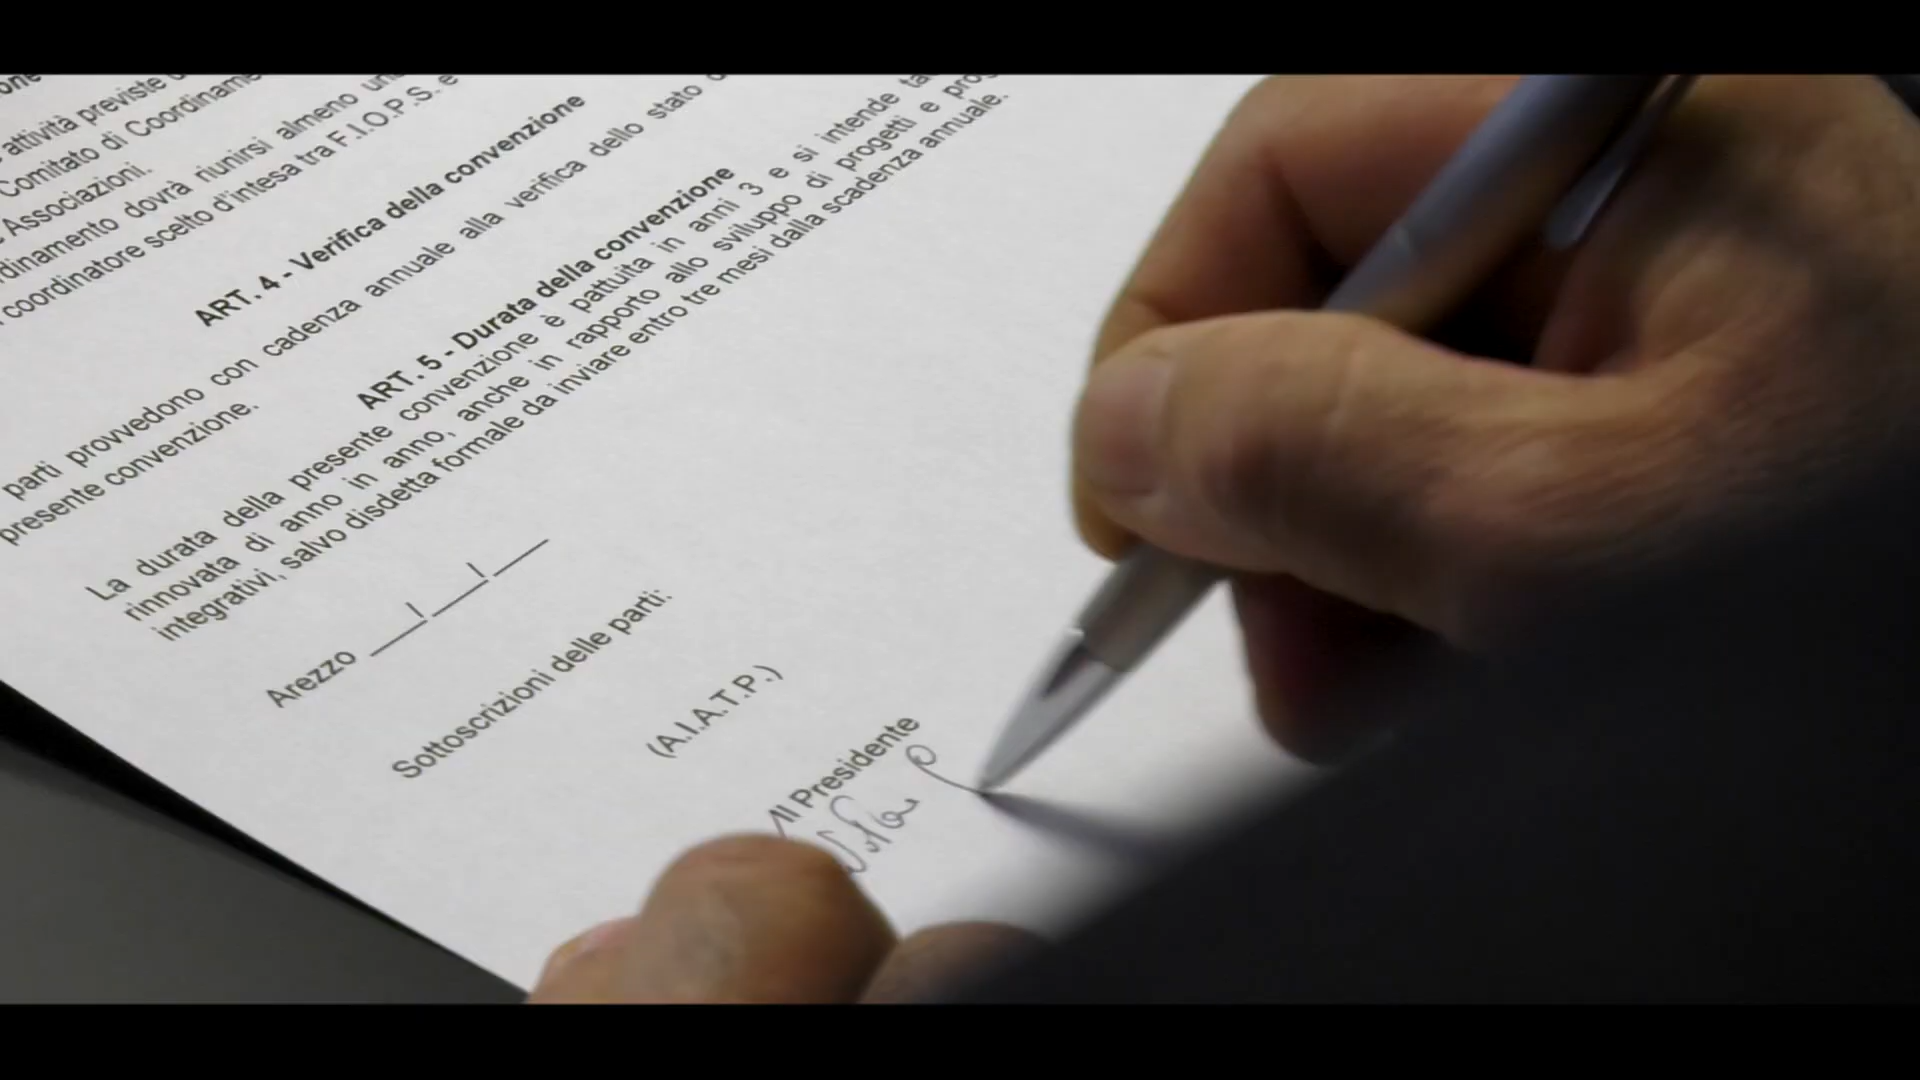 attività previste
Comitato di Coordiname
Associazioni.
dinamento dovrà riunirsi almeno una
coordinatore scelto d'intesa tra F.I.O.P.S. e
ART. 4 - Verifica della convenzione
parti provvedono con cadenza annuale alla verifica dello stato
presente convenzione.
ART. 5 - Durata della convenzione
La durata della presente convenzione è pattuita in anni 3 e si intende ta
rinnovata di anno in anno, anche in rapporto allo sviluppo di progetti e prog
integrativi, salvo disdetta formale da inviare entro tre mesi dalla scadenza annuale.
Arezzo ___/___/___
Sottoscrizioni delle parti:
(A.I.A.T.P.)
Il Presidente